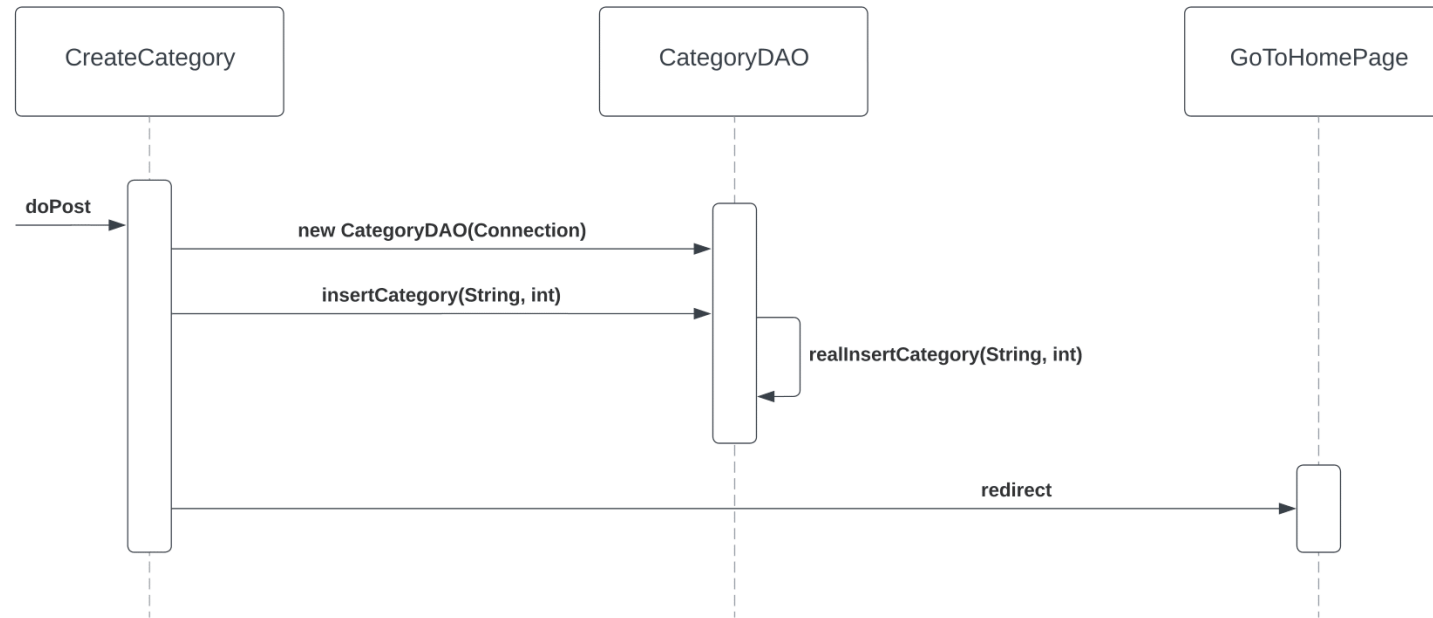 CreateCategory
CategoryDAO
GoToHomePage
doPost
new CategoryDAO(Connection)
insertCategory(String, int)
realInsertCategory(String, int)
redirect